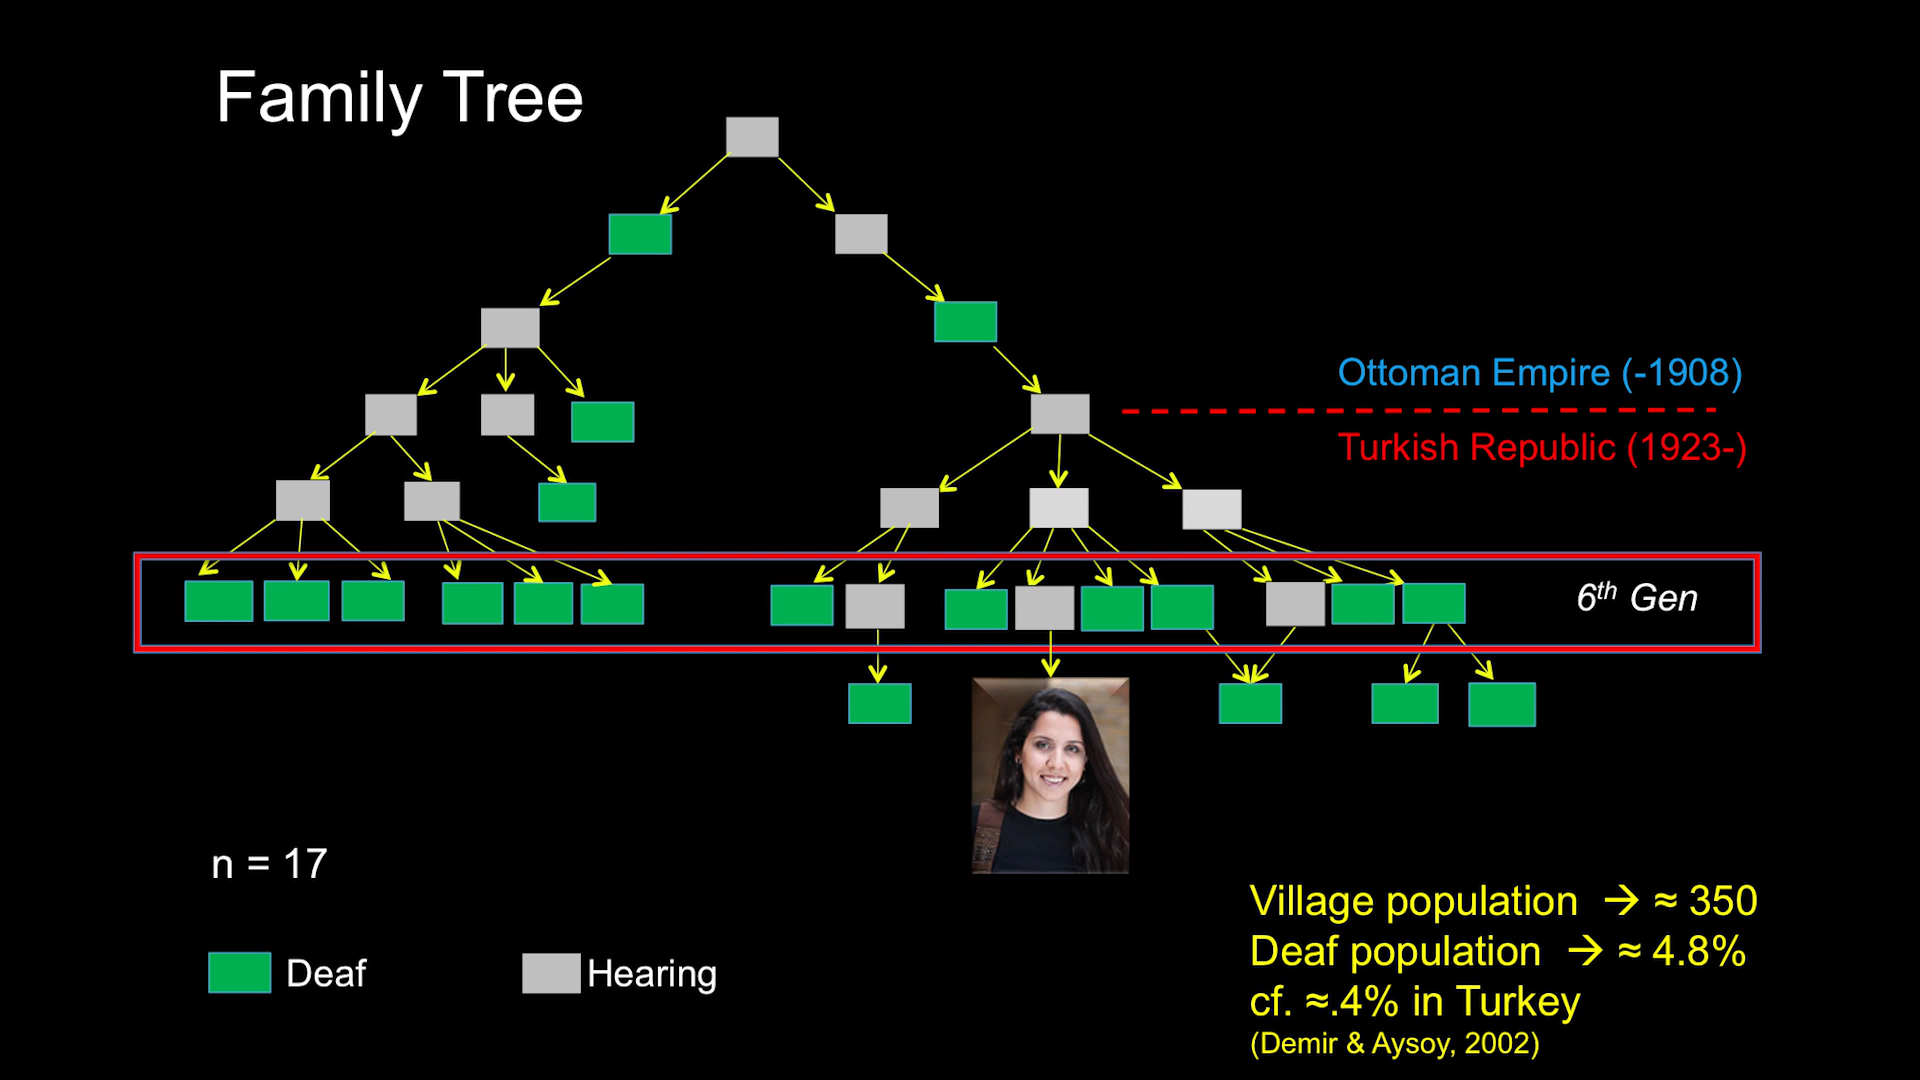 Family Tree
Ottoman Empire (-1908)
Turkish Republic (1923-)
6th Gen
n = 17
Deaf
Hearing
Village population → ≈ 350
Deaf population → ≈ 4.8%
cf. ≈.4% in Turkey
(Demir & Aysoy, 2002)